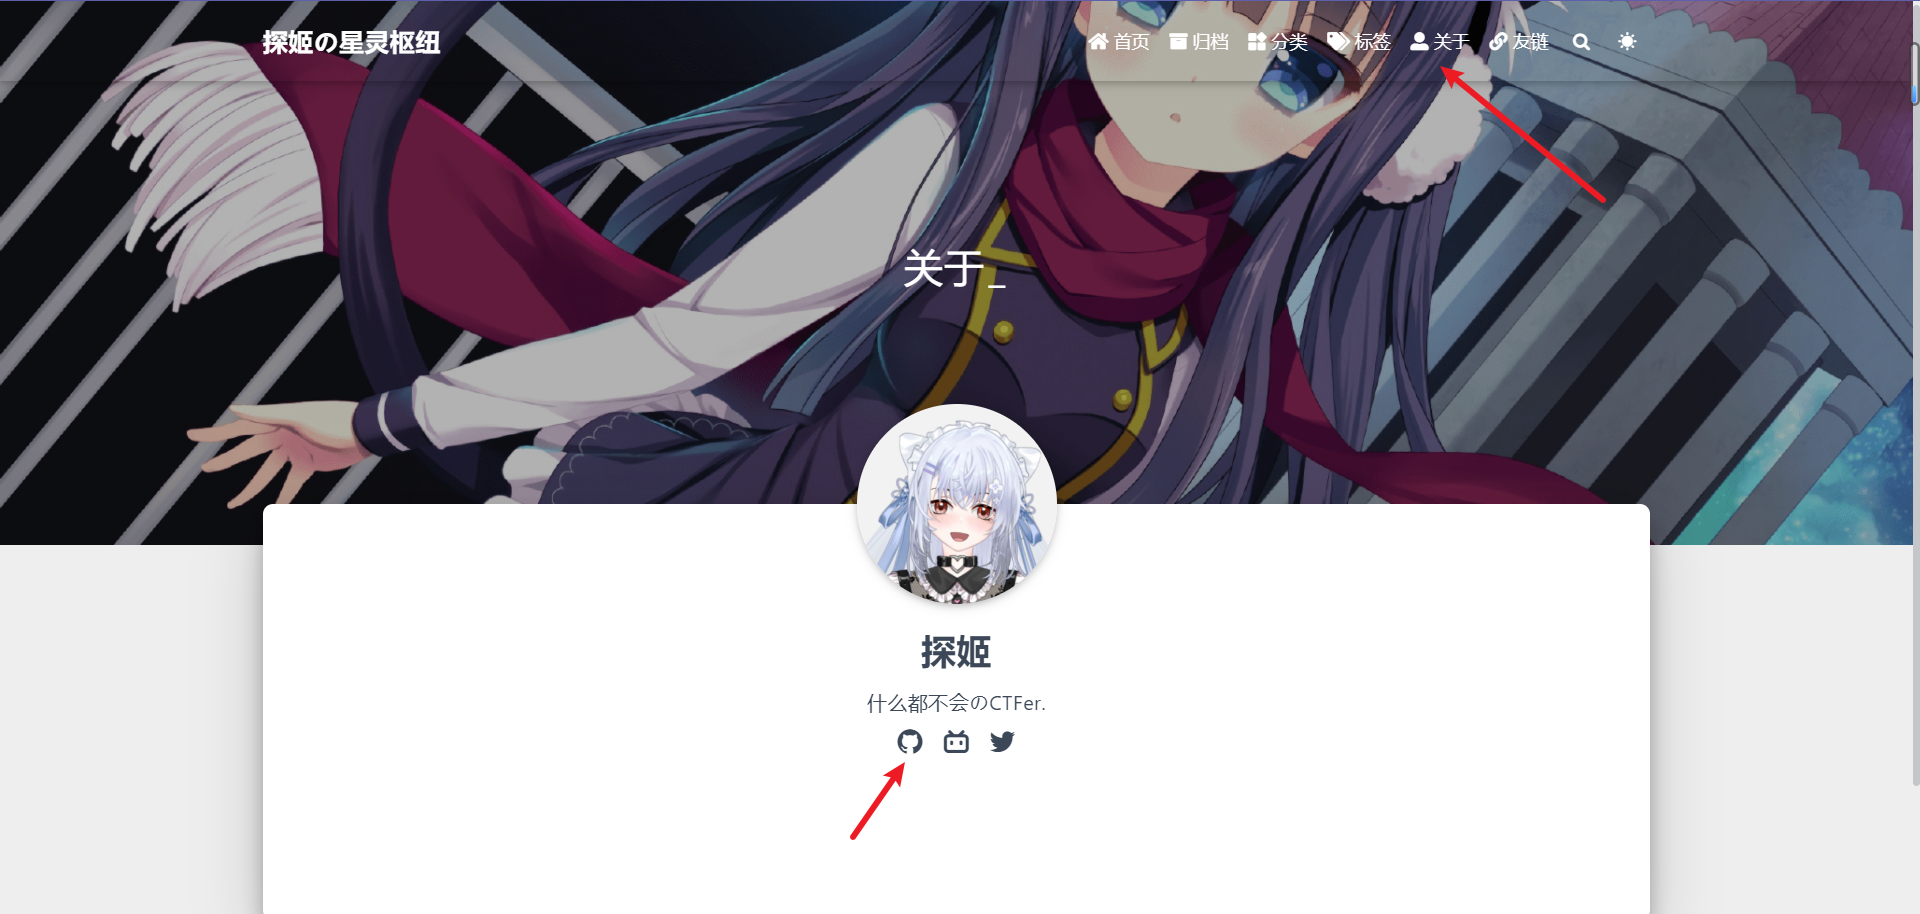 探姬の星灵枢纽
首页 归档 分类 标签 关于 友链
关于_
探姬
什么都不会のCTFer.